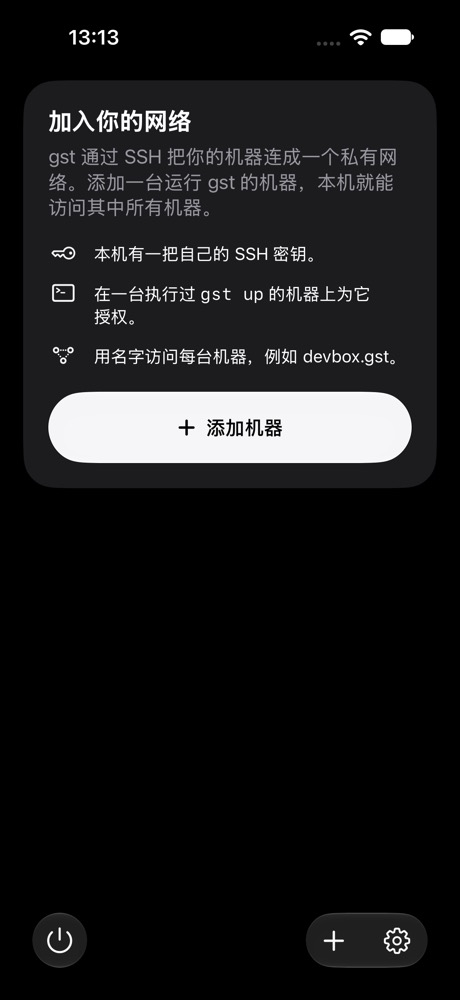 13:13
加入你的网络
gst 通过 SSH 把你的机器连成一个私有网
络。添加一台运行 gst 的机器，本机就能
访问其中所有机器。
本机有一把自己的 SSH 密钥。
在一台执行过 gst up 的机器上为它
授权。
用名字访问每台机器，例如 devbox.gst。
添加机器